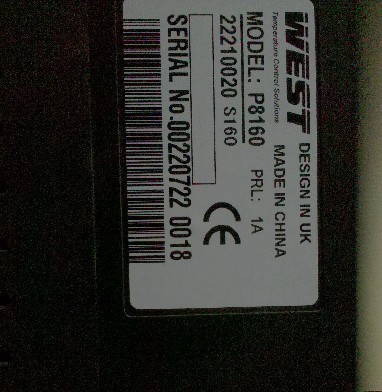 WEST DESIGN IN UK
Temperature Control Solutions MADE IN CHINA
MODEL: P8160 PRL: 1A
22210020 S160
CE
SERIAL No.00220722 0018